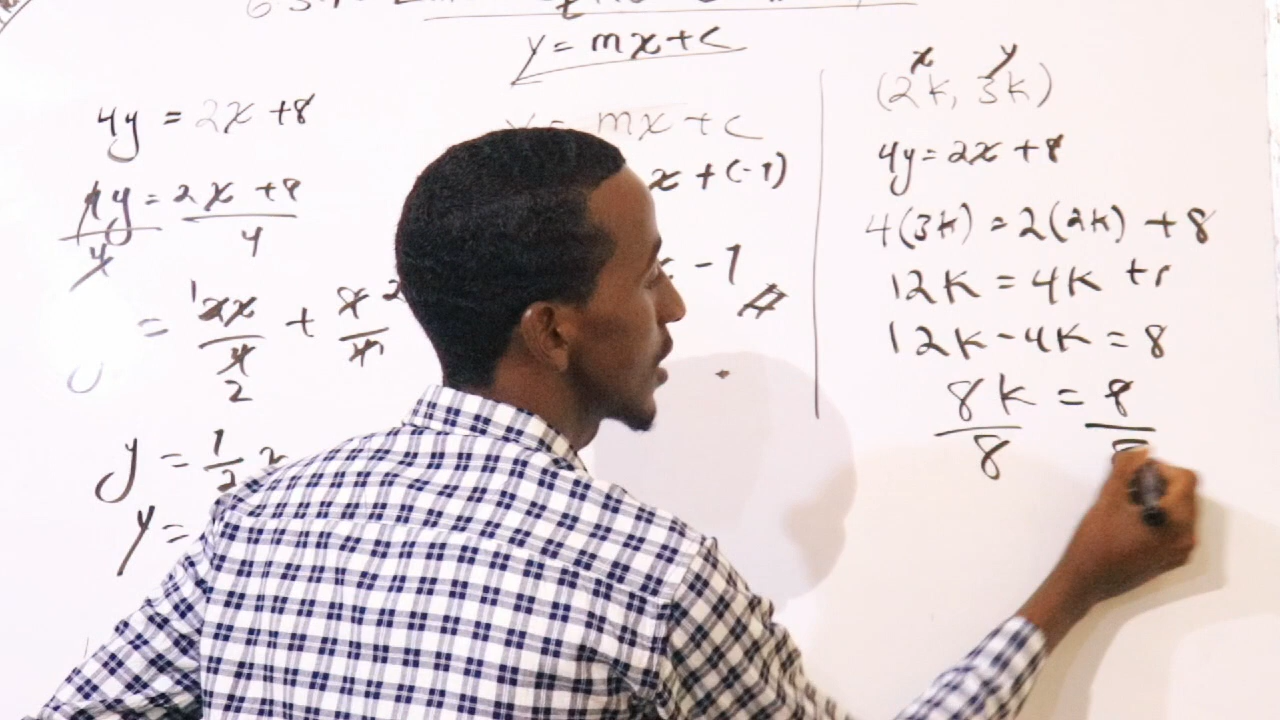 y = mx + c
4y = 2x + 8
4y = 2x + 8
4 4
= 2x + 8 2
4 4
2
y = 1
2
y =
y = mx + c
x + (-1)
- 1
x y
(2k, 3k)
4y = 2x + 8
4(3k) = 2(2k) + 8
12k = 4k +
12k - 4k = 8
8k = 8
8